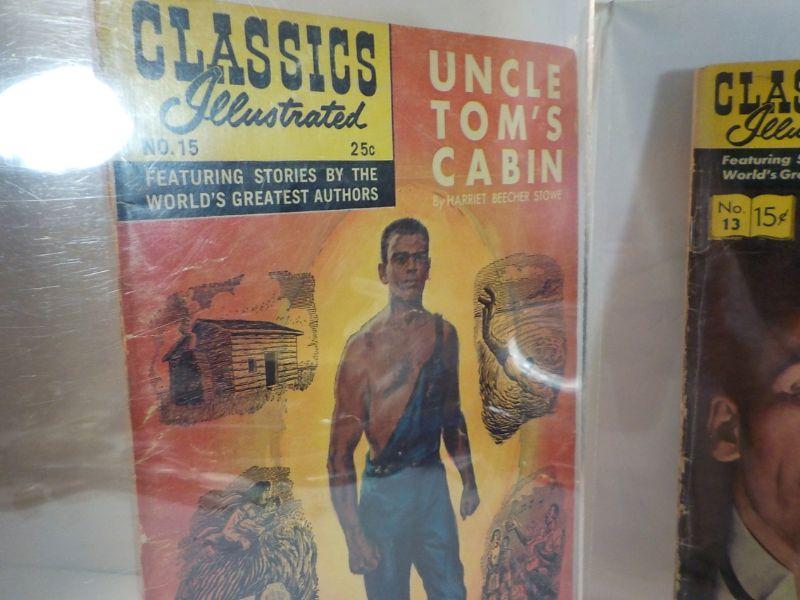 CLASSICS
Illustrated
NO. 15 25c
FEATURING STORIES BY THE
WORLD'S GREATEST AUTHORS
UNCLE
TOM'S
CABIN
By HARRIET BEECHER STOWE
CLAS
Illu
Featuring S
World's Gre
No.
13
15¢